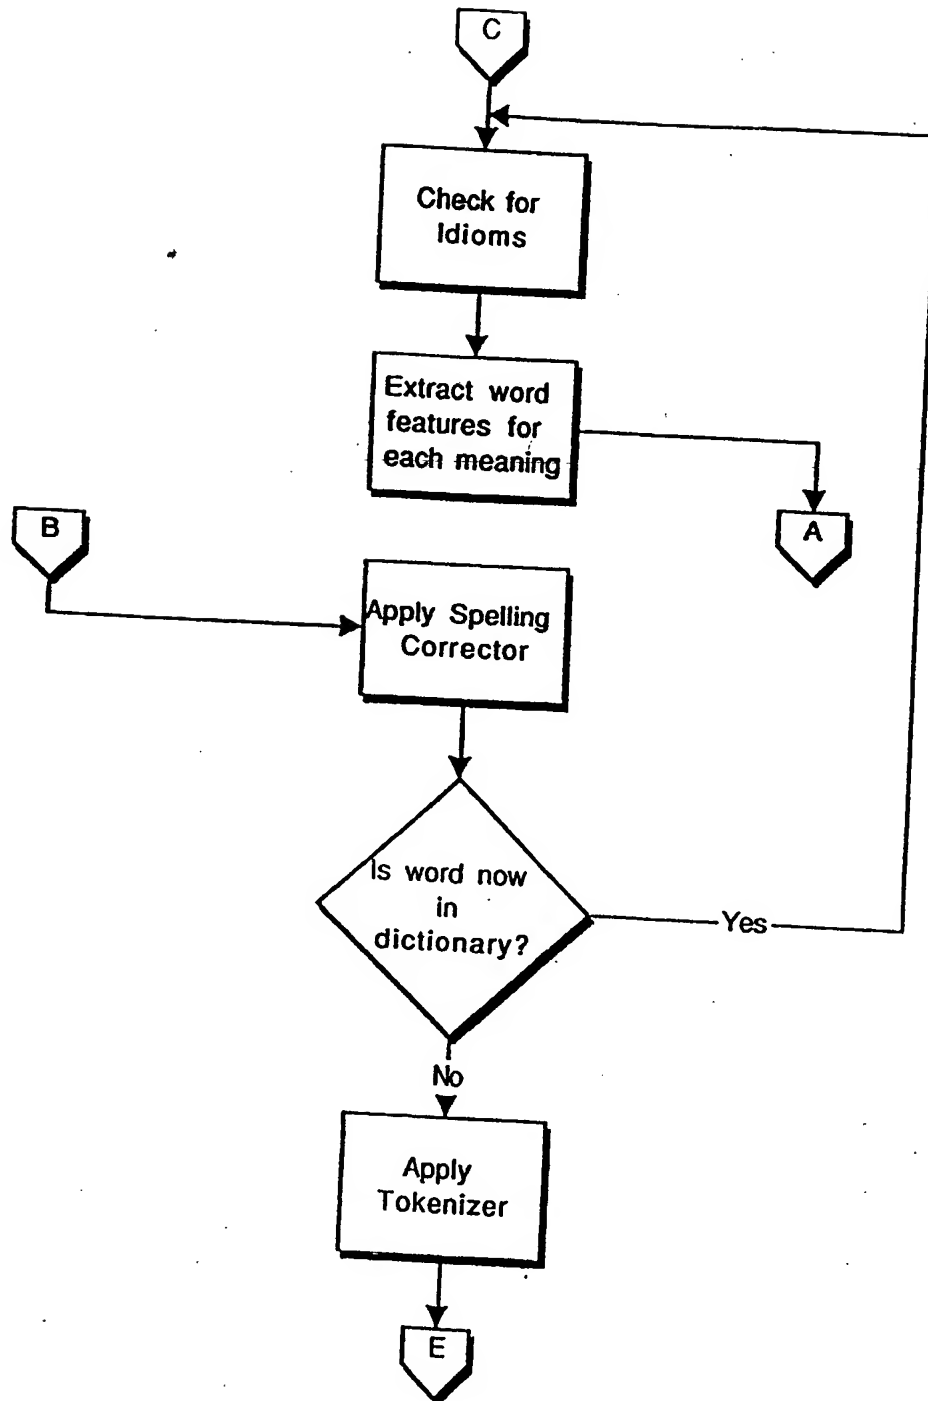 C
Check for
Idioms
Extract word
features for
each meaning
B
A
Apply Spelling
Corrector
Is word now
in
dictionary?
Yes
No
Apply
Tokenizer
E